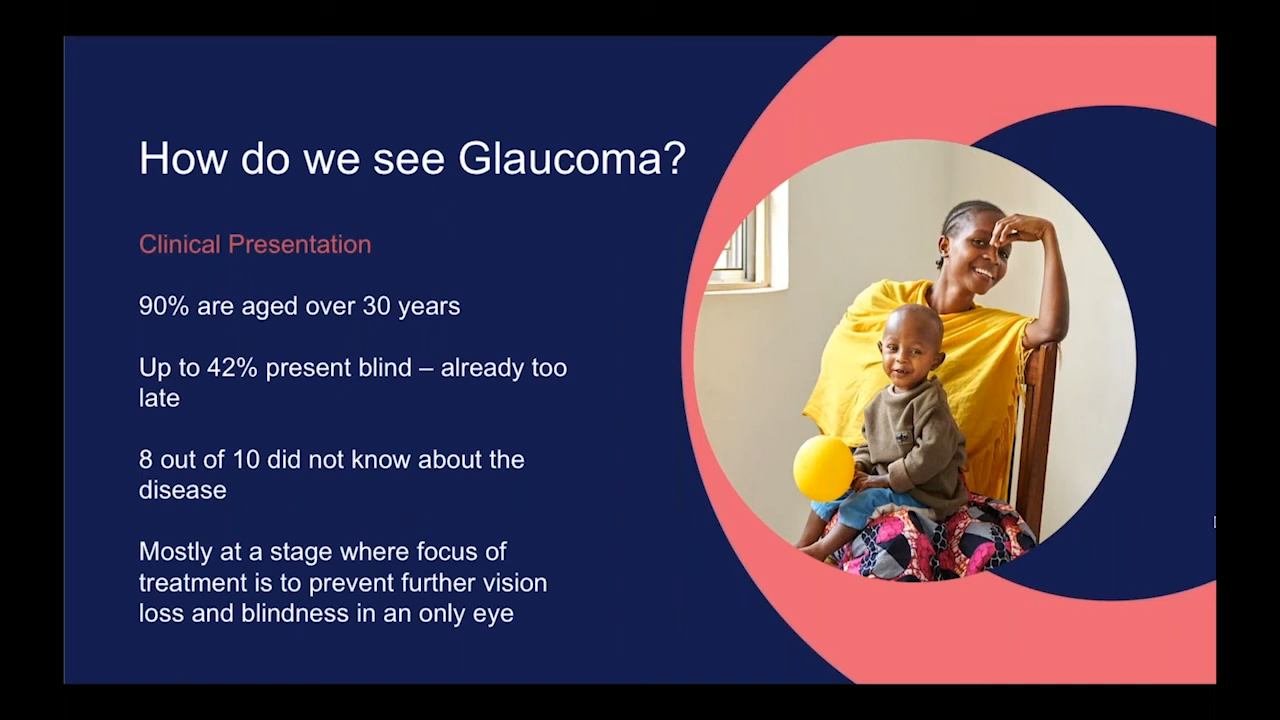 How do we see Glaucoma?
Clinical Presentation
90% are aged over 30 years
Up to 42% present blind – already too
late
8 out of 10 did not know about the
disease
Mostly at a stage where focus of
treatment is to prevent further vision
loss and blindness in an only eye